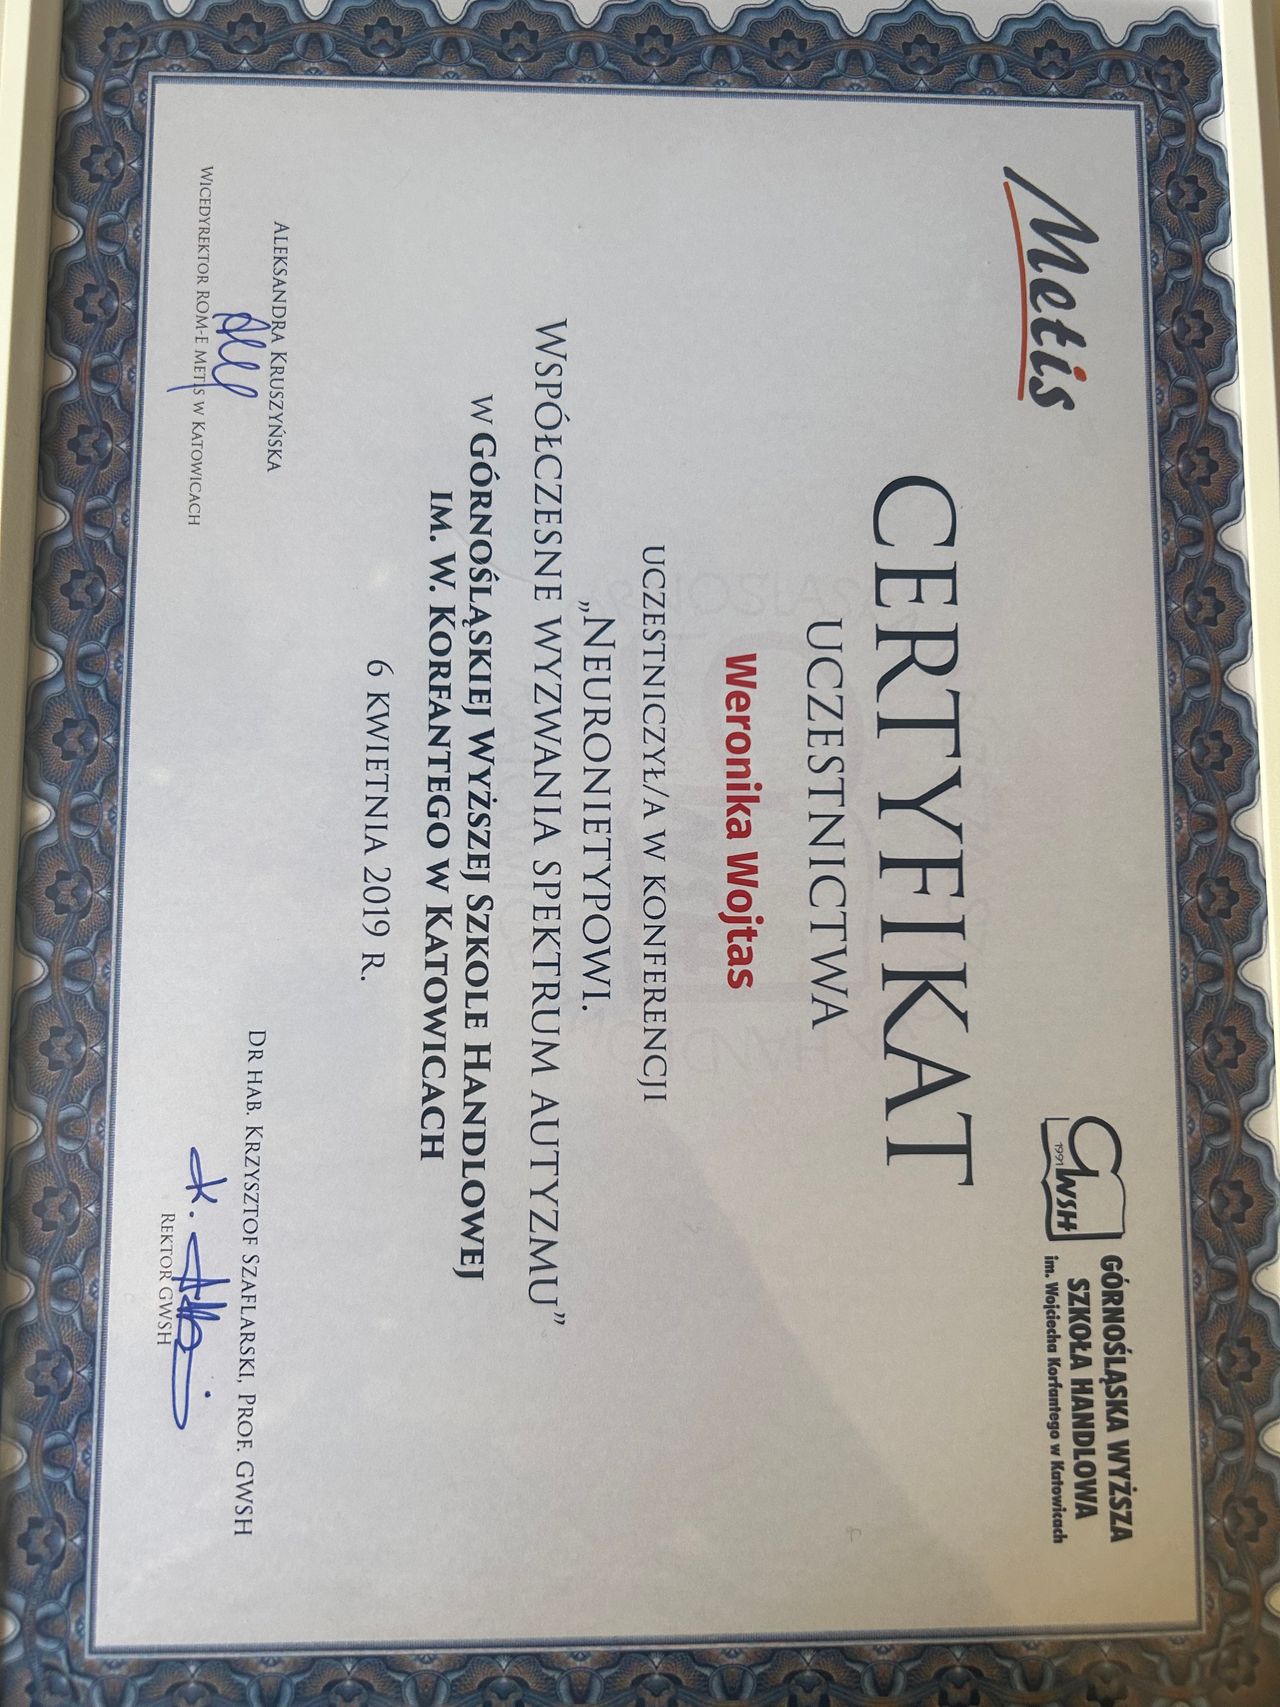 Metis
GWSH
1991
GÓRNOŚLĄSKA WYŻSZA
SZKOŁA HANDLOWA
im. Wojciecha Korfantego w Katowicach
CERTYFIKAT
UCZESTNICTWA
Weronika Wojtas
UCZESTNICZYŁ/A W KONFERENCJI
„NEURONIETYPOWI.
WSPÓŁCZESNE WYZWANIA SPEKTRUM AUTYZMU”
W GÓRNOŚLĄSKIEJ WYŻSZEJ SZKOLE HANDLOWEJ
IM. W. KORFANTEGO W KATOWICACH
6 KWIETNIA 2019 R.
ALEKSANDRA KRUSZYŃSKA
WICEDYREKTOR ROM-E METIS W KATOWICACH
DR HAB. KRZYSZTOF SZAFLARSKI, PROF. GWSH
REKTOR GWSH